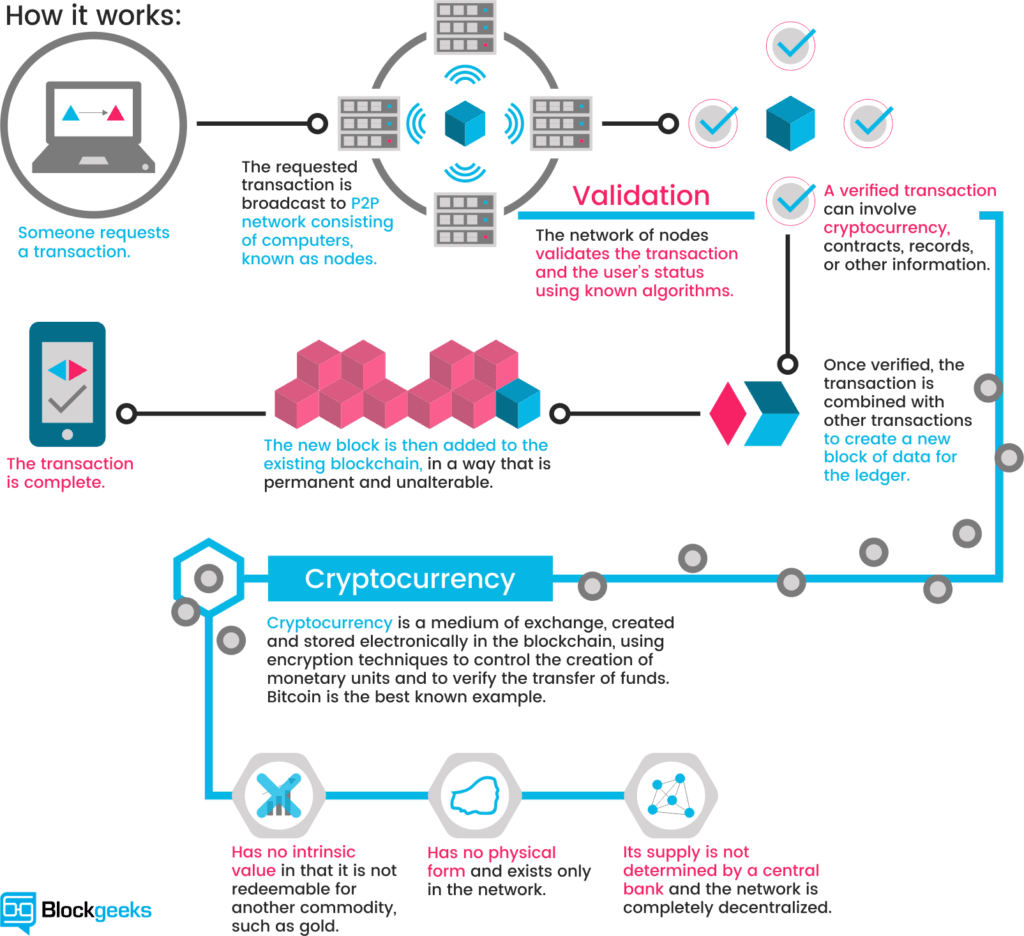 How it works:
Someone requests
a transaction.
The requested
transaction is
broadcast to P2P
network consisting
of computers,
known as nodes.
Validation
The network of nodes
validates the transaction
and the user's status
using known algorithms.
A verified transaction
can involve
cryptocurrency,
contracts, records,
or other information.
Once verified, the
transaction is
combined with
other transactions
to create a new
block of data for
the ledger.
The new block is then added to the
existing blockchain, in a way that is
permanent and unalterable.
The transaction
is complete.
Cryptocurrency
Cryptocurrency is a medium of exchange, created
and stored electronically in the blockchain, using
encryption techniques to control the creation of
monetary units and to verify the transfer of funds.
Bitcoin is the best known example.
Has no intrinsic
value in that it is not
redeemable for
another commodity,
such as gold.
Has no physical
form and exists only
in the network.
Its supply is not
determined by a central
bank and the network is
completely decentralized.
Blockgeeks